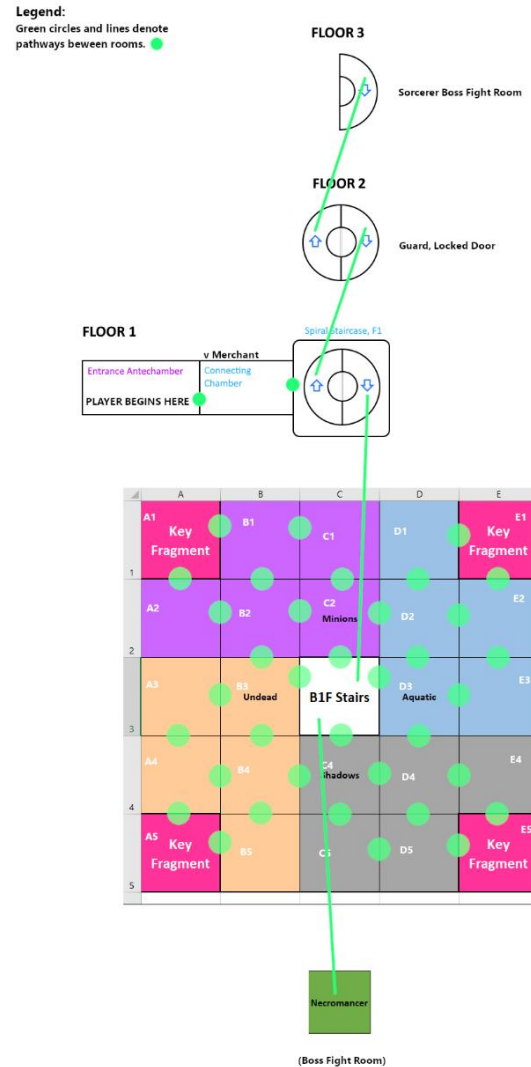 Legend:
Green circles and lines denote
pathways beween rooms.
FLOOR 3
Sorcerer Boss Fight Room
FLOOR 2
Guard, Locked Door
FLOOR 1
Spiral Staircase, F1
v Merchant
Entrance Antechamber
Connecting
Chamber
PLAYER BEGINS HERE
A B C D E
A1 B1 C1 D1 E1
Key
Fragment
Key
Fragment
1
A2 B2 C2 D2 E2
Minions
2
A3 B3 D3 E3
Undead B1F Stairs Aquatic
3
A4 B4 C4 D4 E4
Shadows
4
A5 B5 C5 D5 E5
Key
Fragment
Key
Fragment
5
Necromancer
(Boss Fight Room)